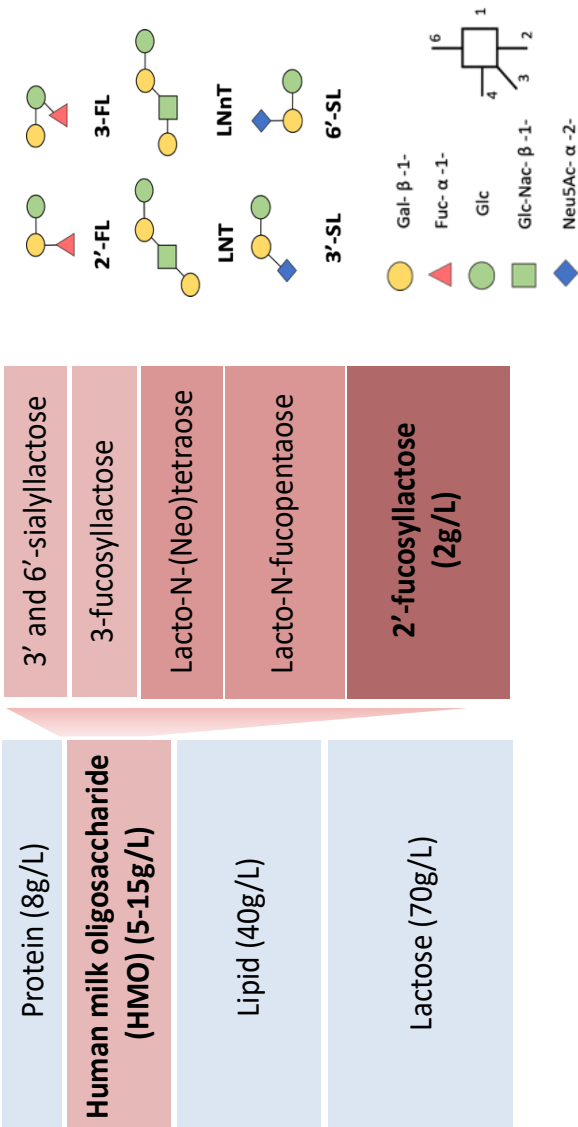 Protein (8g/L)
Human milk oligosaccharide
(HMO) (5-15g/L)
Lipid (40g/L)
Lactose (70g/L)
3’ and 6’-sialyllactose
3-fucosyllactose
Lacto-N-(Neo)tetraose
Lacto-N-fucopentaose
2’-fucosyllactose
(2g/L)
2’-FL
3-FL
LNT
LNnT
3’-SL
6’-SL
Gal- β -1-
Fuc- α -1-
Glc
Glc-Nac- β -1-
Neu5Ac- α -2-
6
1
4
3
2